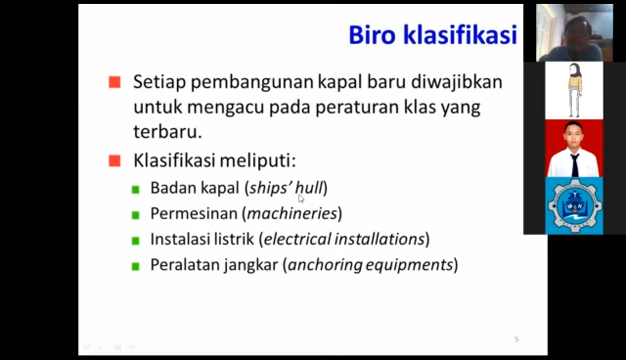 Biro klasifikasi
Setiap pembangunan kapal baru diwajibkan
untuk mengacu pada peraturan klas yang
terbaru.
Klasifikasi meliputi:
Badan kapal (ships' hull)
Permesinan (machineries)
Instalasi listrik (electrical installations)
Peralatan jangkar (anchoring equipments)
5